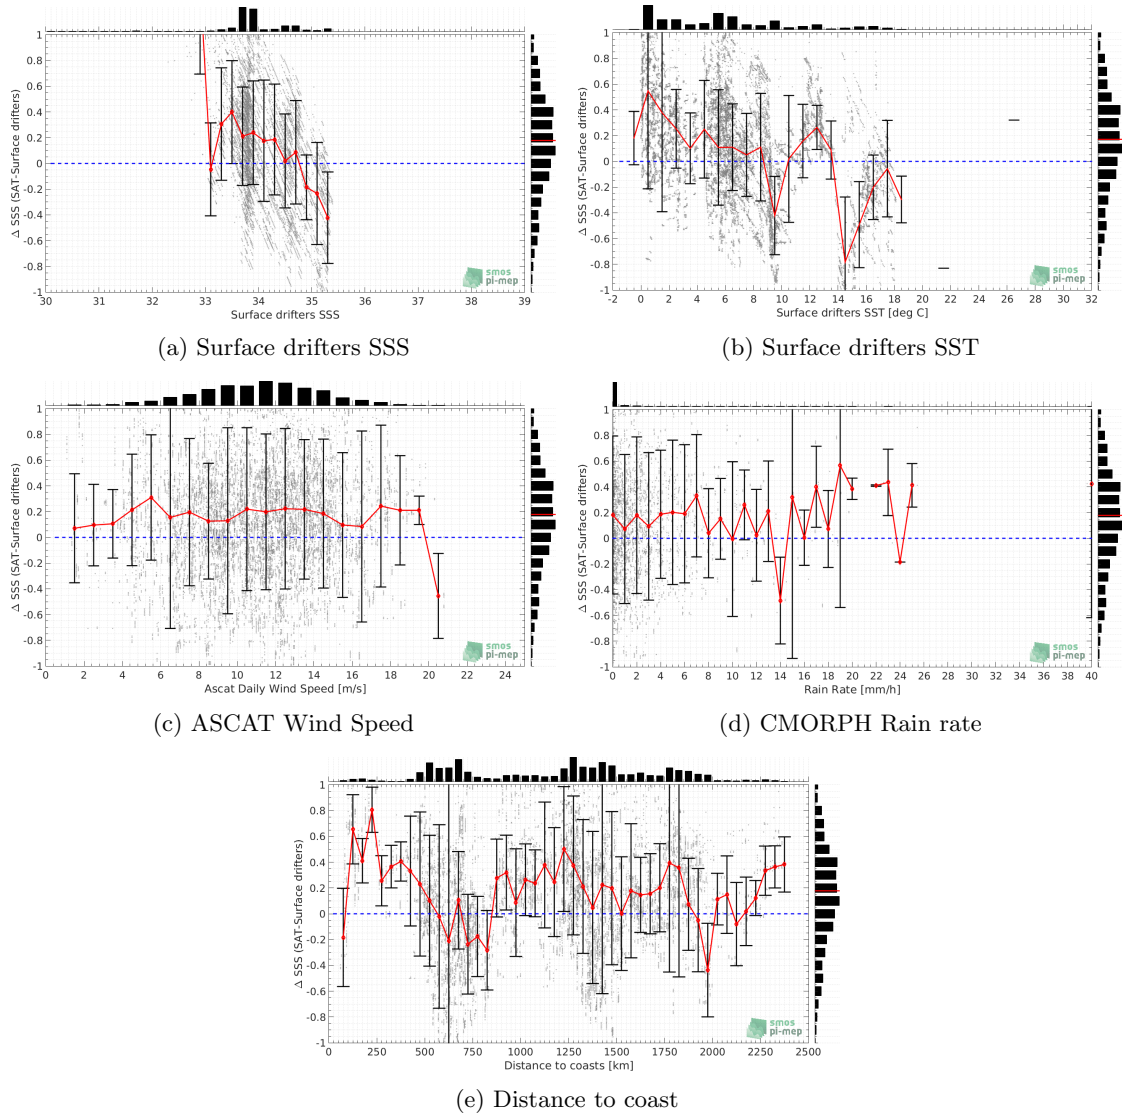 Δ SSS (SAT-Surface drifters)
1
0.8
0.6
0.4
0.2
0
-0.2
-0.4
-0.6
-0.8
-1
30 31 32 33 34 35 36 37 38 39
Surface drifters SSS
smos
pi-mep
(a) Surface drifters SSS
Δ SSS (SAT-Surface drifters)
1
0.8
0.6
0.4
0.2
0
-0.2
-0.4
-0.6
-0.8
-1
-2 0 2 4 6 8 10 12 14 16 18 20 22 24 26 28 30 32
Surface drifters SST [deg C]
smos
pi-mep
(b) Surface drifters SST
Δ SSS (SAT-Surface drifters)
1
0.8
0.6
0.4
0.2
0
-0.2
-0.4
-0.6
-0.8
-1
0 2 4 6 8 10 12 14 16 18 20 22 24
Ascat Daily Wind Speed [m/s]
smos
pi-mep
(c) ASCAT Wind Speed
Δ SSS (SAT-Surface drifters)
1
0.8
0.6
0.4
0.2
0
-0.2
-0.4
-0.6
-0.8
-1
0 2 4 6 8 10 12 14 16 18 20 22 24 26 28 30 32 34 36 38 40
Rain Rate [mm/h]
smos
pi-mep
(d) CMORPH Rain rate
Δ SSS (SAT-Surface drifters)
1
0.8
0.6
0.4
0.2
0
-0.2
-0.4
-0.6
-0.8
-1
0 250 500 750 1000 1250 1500 1750 2000 2250 2500
Distance to coasts [km]
smos
pi-mep
(e) Distance to coast